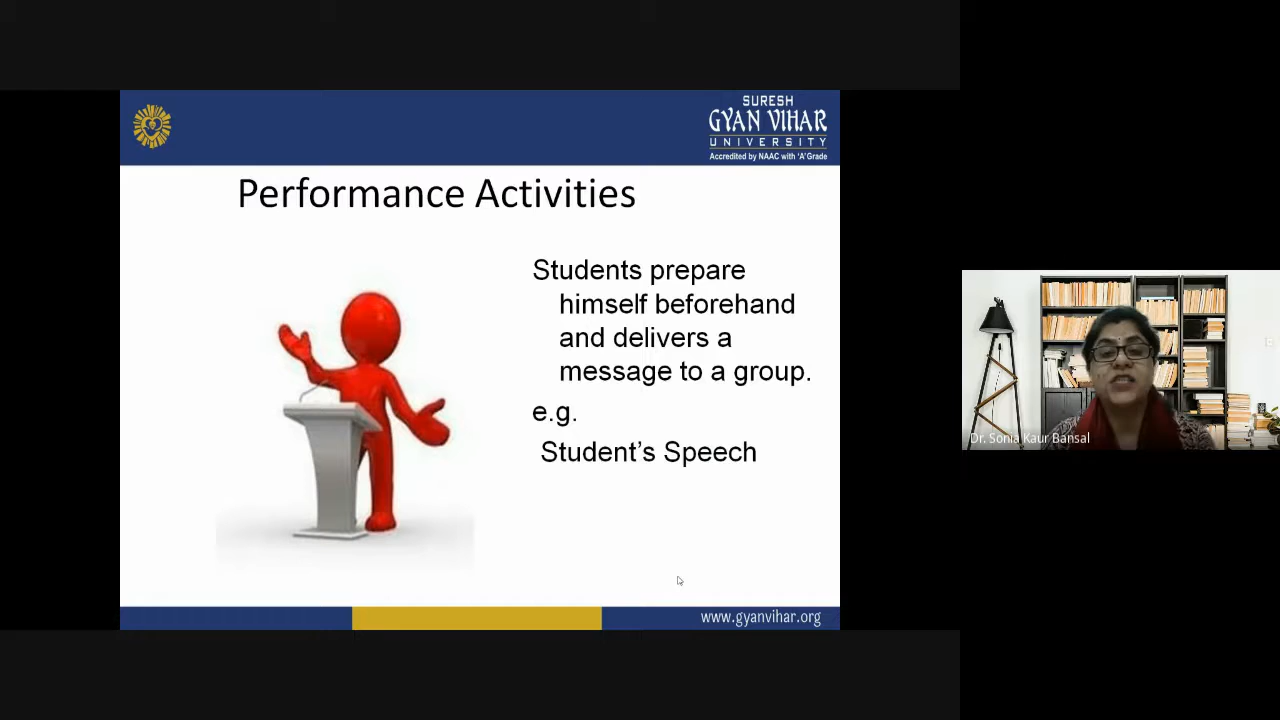 SURESH
GYAN VIHAR
UNIVERSITY
Accredited by NAAC with 'A' Grade
Performance Activities
Students prepare
himself beforehand
and delivers a
message to a group.
e.g.
Student's Speech
Dr. Sonia Kaur Bansal
www.gyanvihar.org